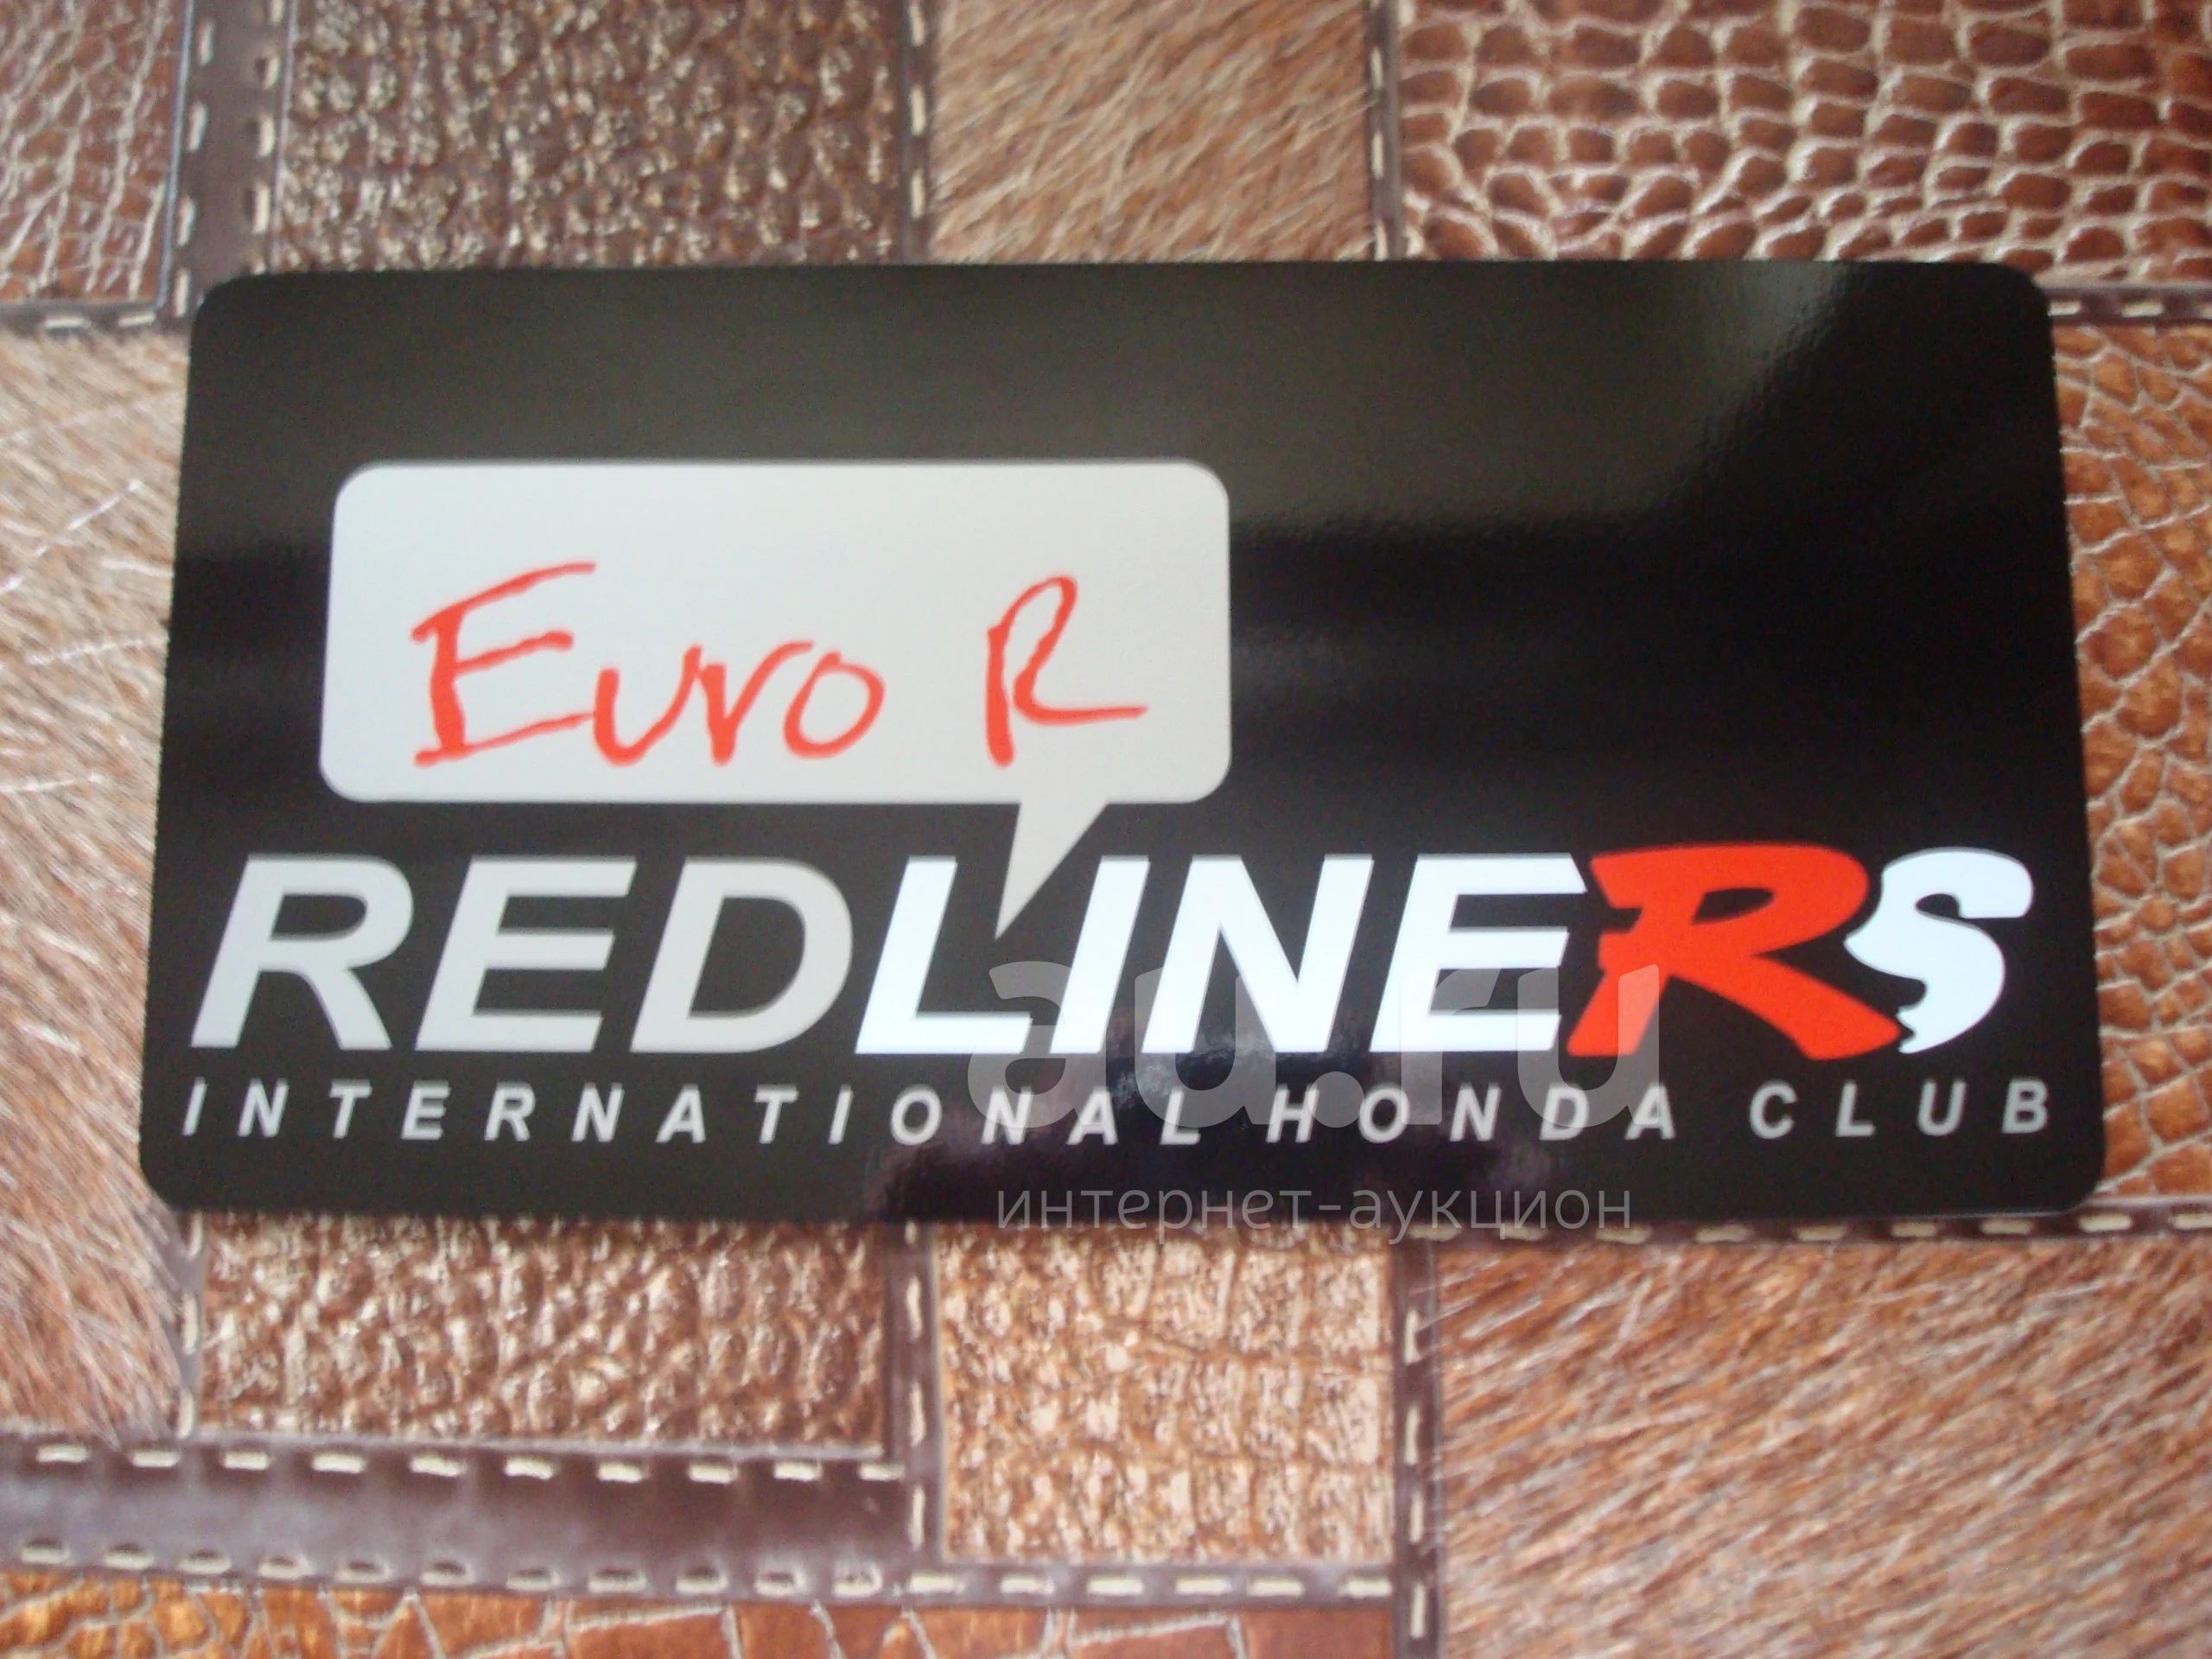 Euro R
REDLINERS
INTERNATIONAL HONDA CLUB
au.ru
интернет-аукцион